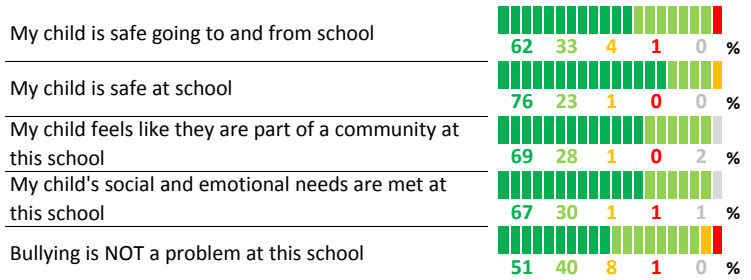 My child is safe going to and from school
62 33 4 1 0 %
My child is safe at school
76 23 1 0 0 %
My child feels like they are part of a community at
this school
69 28 1 0 2 %
My child's social and emotional needs are met at
this school
67 30 1 1 1 %
Bullying is NOT a problem at this school
51 40 8 1 0 %